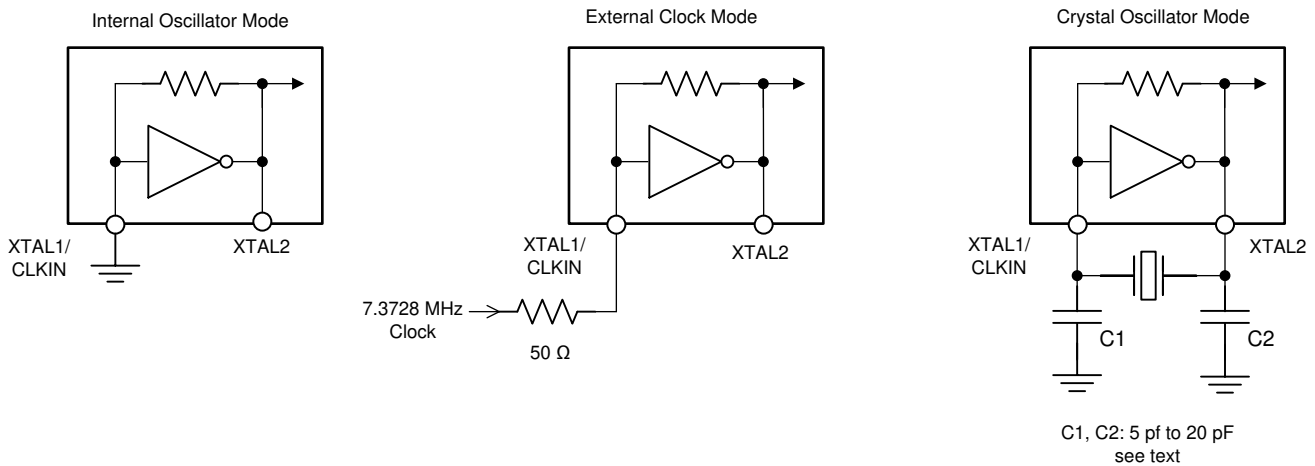 Internal Oscillator Mode
XTAL1/
CLKIN
XTAL2
External Clock Mode
XTAL1/
CLKIN
XTAL2
7.3728 MHz
Clock
50 Ω
Crystal Oscillator Mode
XTAL1/
CLKIN
XTAL2
C1
C2
C1, C2: 5 pf to 20 pF
see text